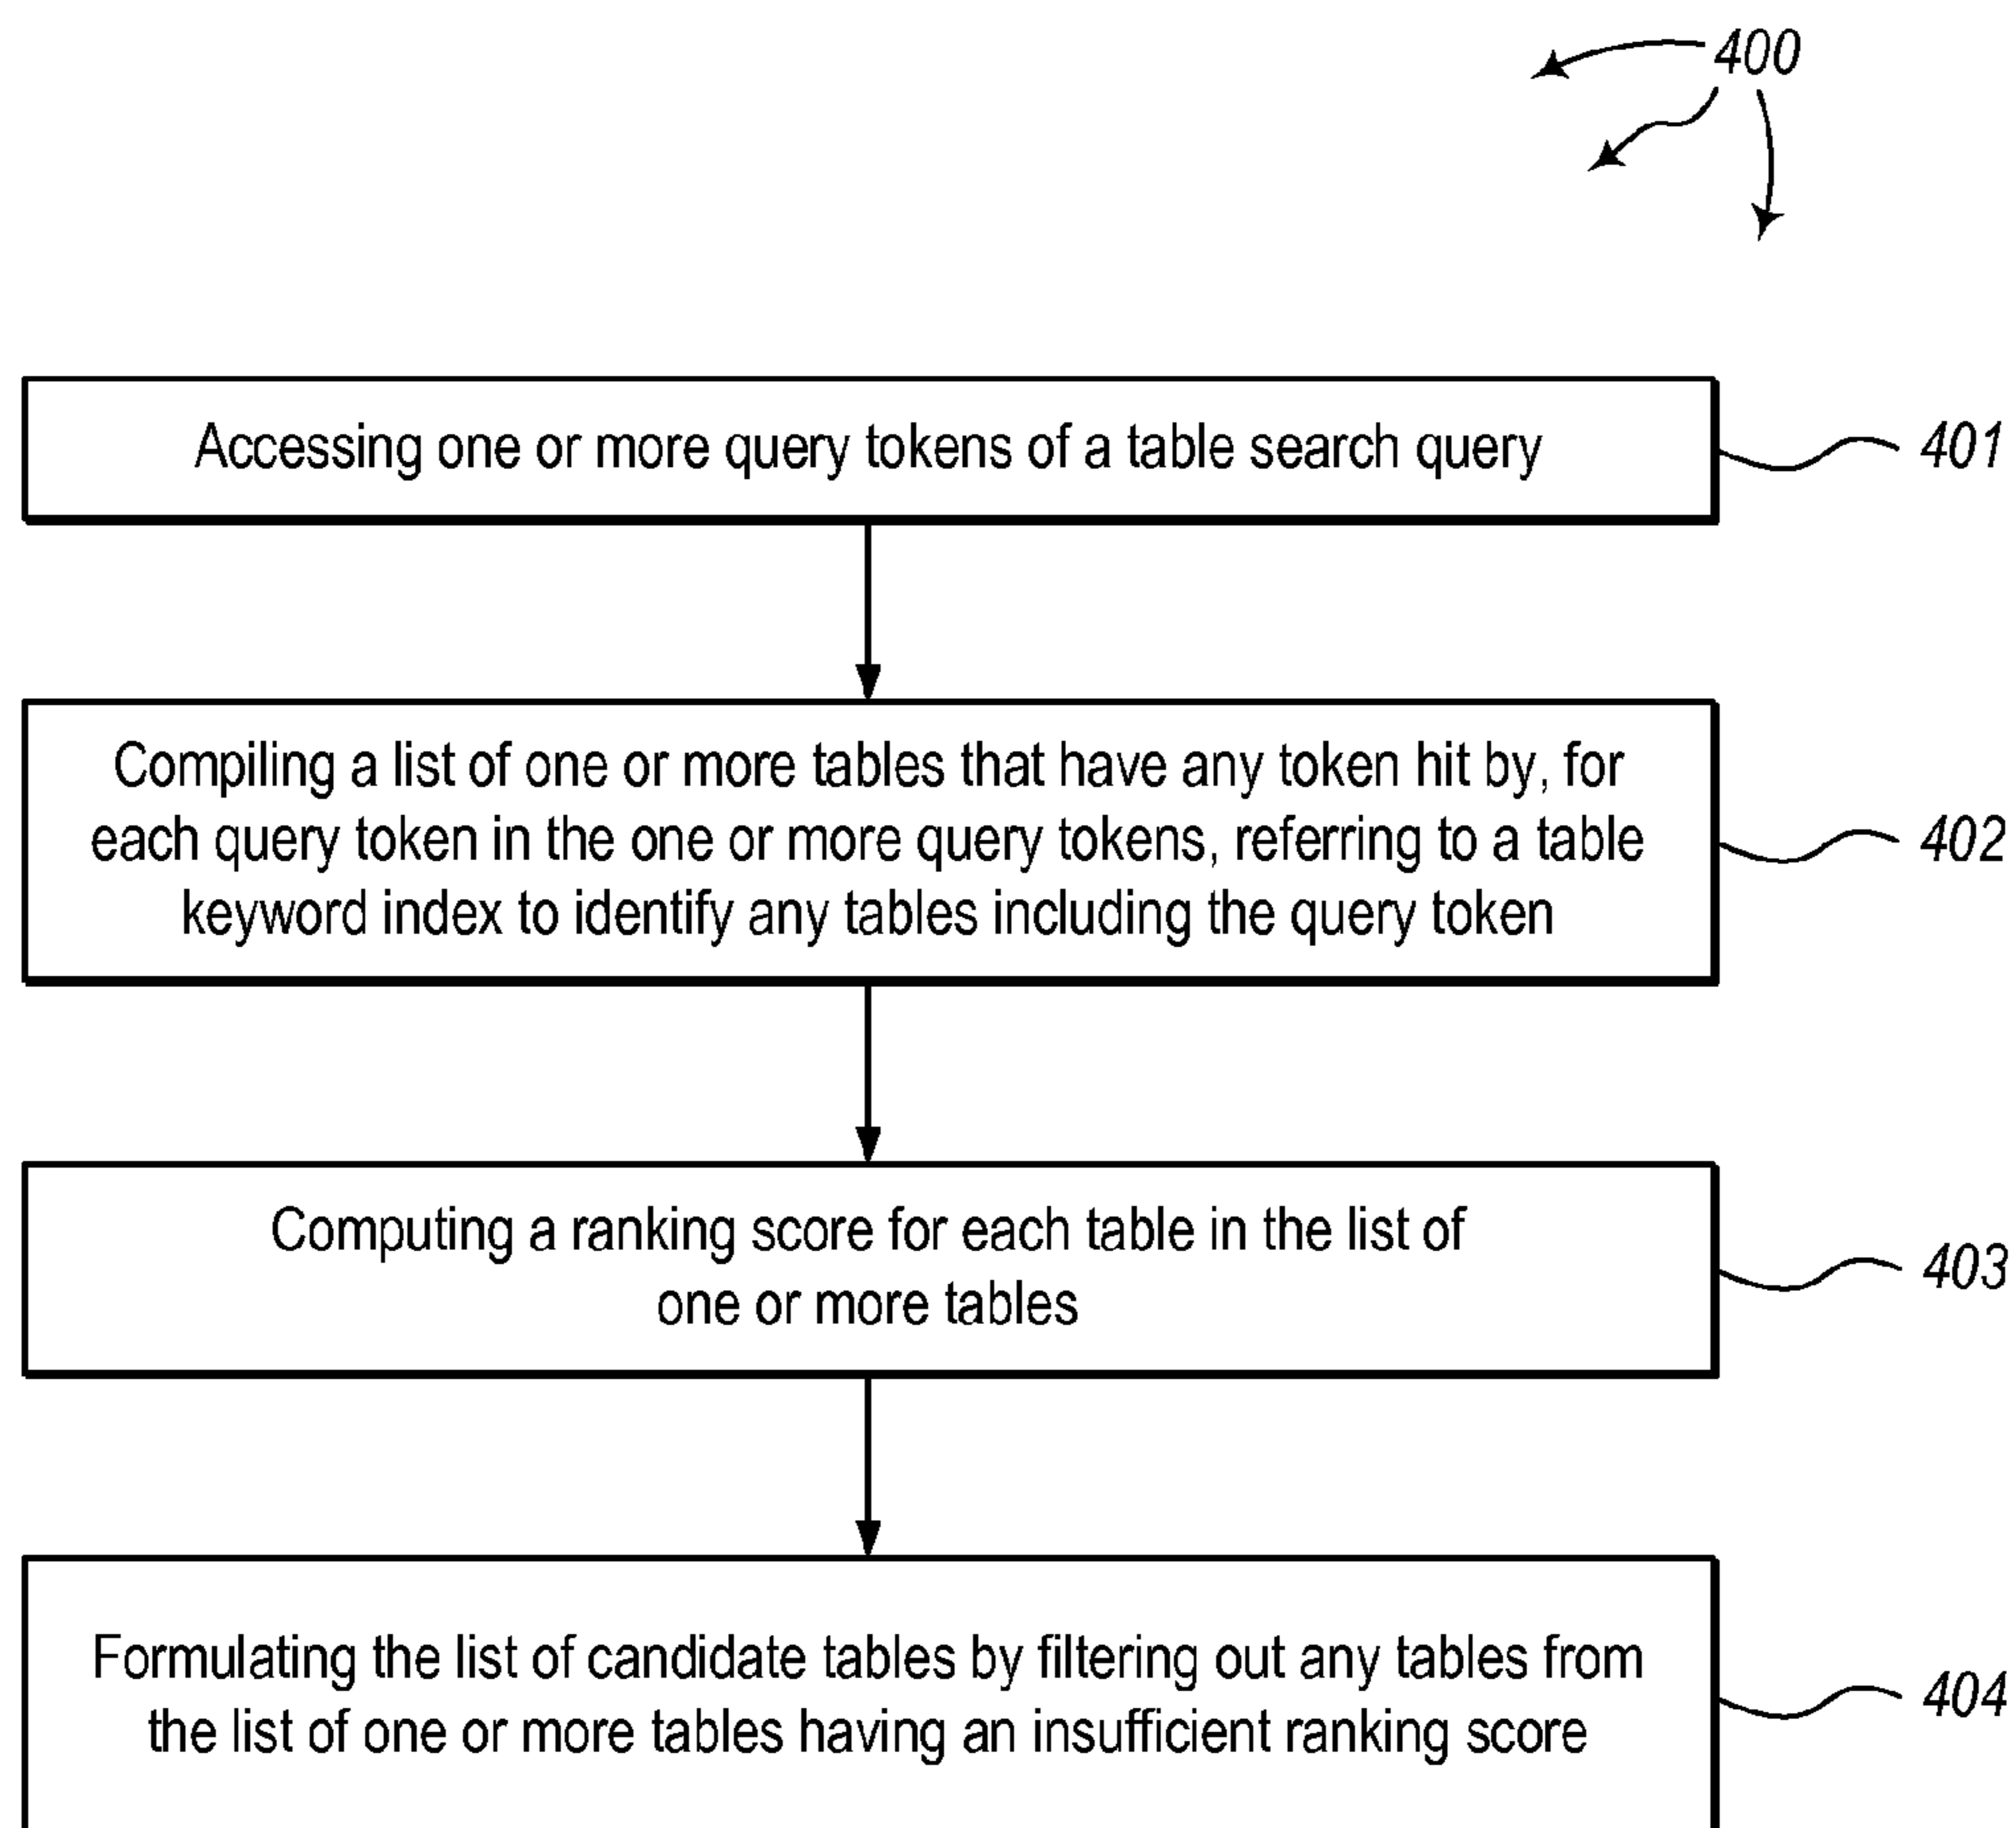 400
Accessing one or more query tokens of a table search query
401
Compiling a list of one or more tables that have any token hit by, for
each query token in the one or more query tokens, referring to a table
keyword index to identify any tables including the query token
402
Computing a ranking score for each table in the list of
one or more tables
403
Formulating the list of candidate tables by filtering out any tables from
the list of one or more tables having an insufficient ranking score
404